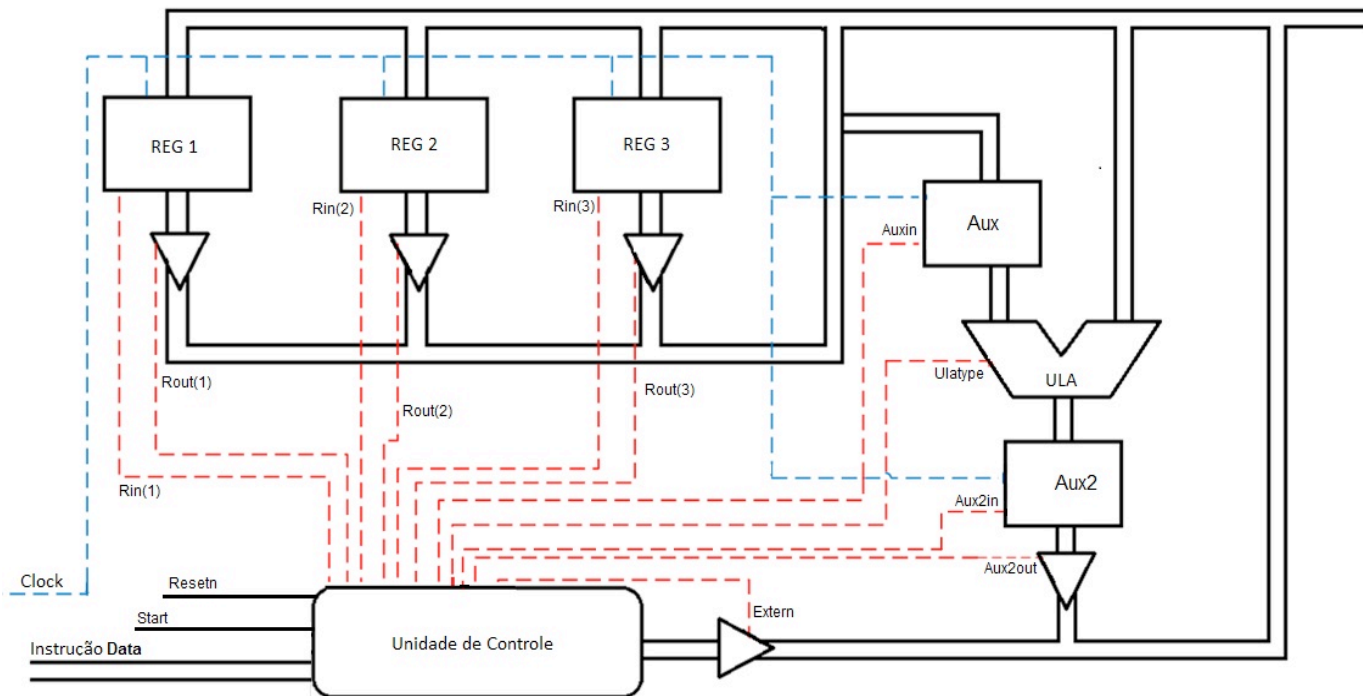 REG 1
REG 2
REG 3
Rin(2)
Rin(3)
Aux
Auxin
Rout(1)
Rout(2)
Rout(3)
Ulatype
ULA
Rin(1)
Aux2
Aux2in
Aux2out
Clock
Resetn
Start
Extern
Instrução Data
Unidade de Controle